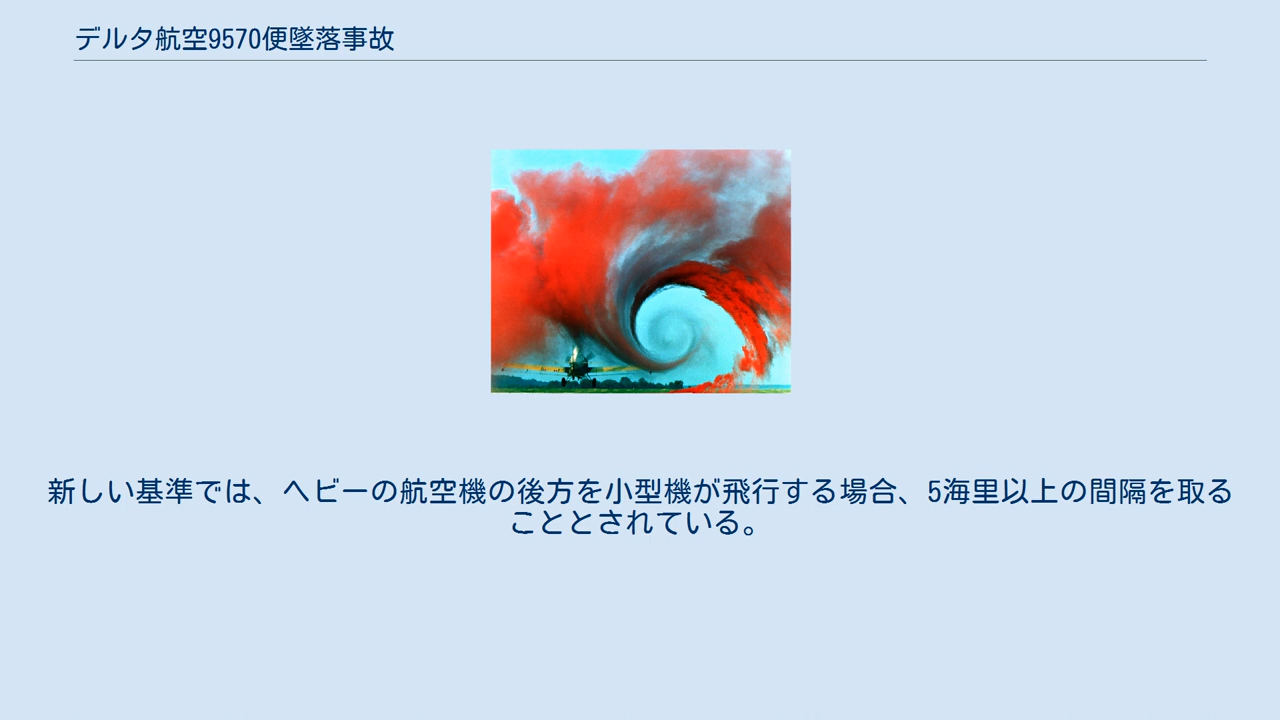 デルタ航空9570便墜落事故
新しい基準では、ヘビーの航空機の後方を小型機が飛行する場合、5海里以上の間隔を取る
こととされている。